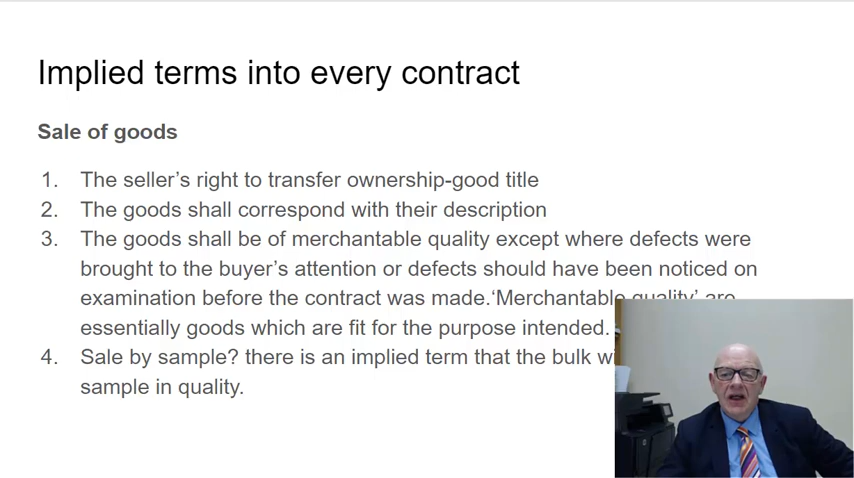 Implied terms into every contract
Sale of goods
1. The seller's right to transfer ownership-good title
2. The goods shall correspond with their description
3. The goods shall be of merchantable quality except where defects were
brought to the buyer's attention or defects should have been noticed on
examination before the contract was made.'Merchantable quality' are
essentially goods which are fit for the purpose intended.
4. Sale by sample? there is an implied term that the bulk
sample in quality.